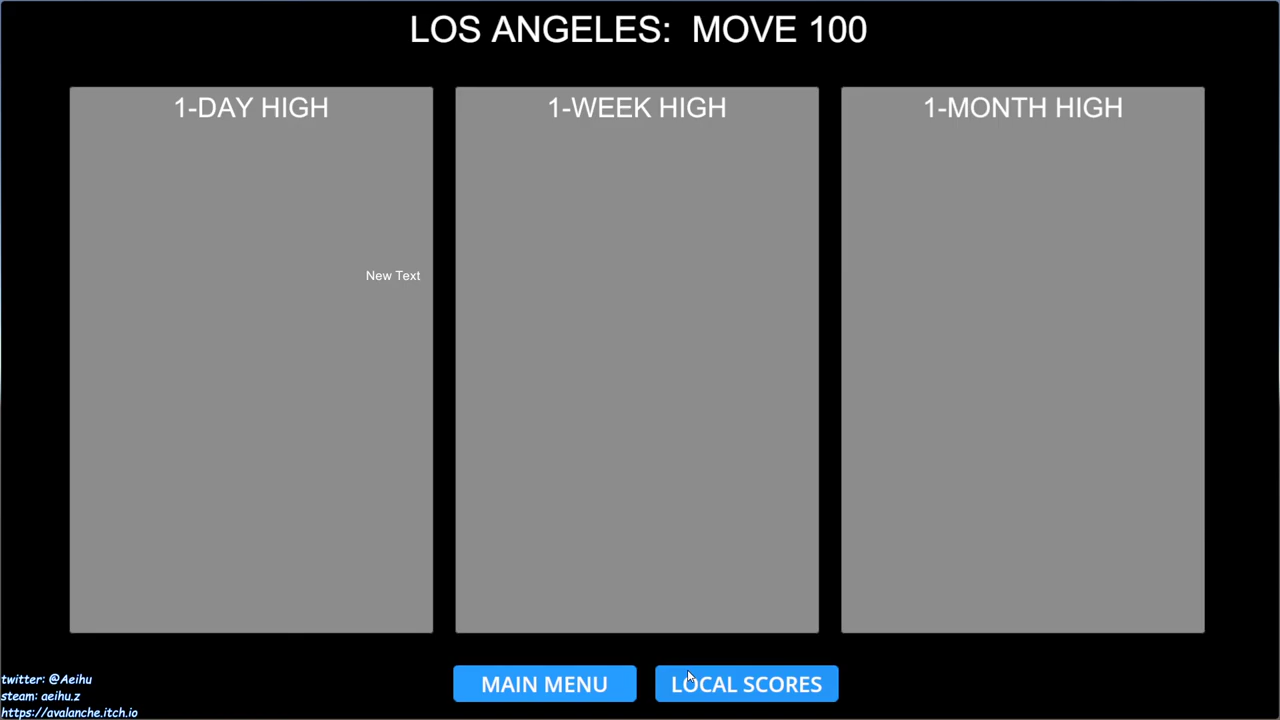 LOS ANGELES:  MOVE 100
1-DAY HIGH
1-WEEK HIGH
1-MONTH HIGH
New Text
MAIN MENU
LOCAL SCORES
twitter: @Aeihu
steam: aeihu.z
https://avalanche.itch.io